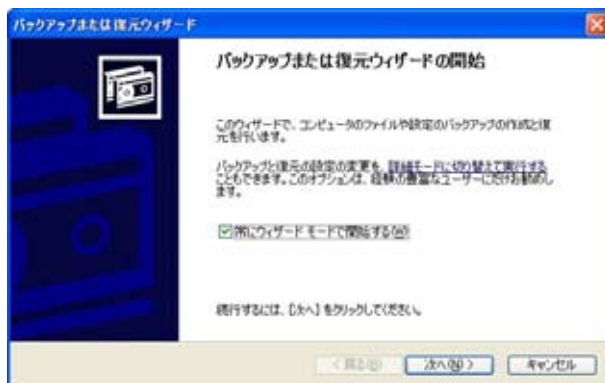 バックアップまたは復元ウィザード
バックアップまたは復元ウィザードの開始
このウィザードで、コンピュータのファイルや設定のバックアップの作成と復
元を行います。
バックアップと復元の設定の変更を、詳細モードに切り替えて実行する
こともできます。このオプションは、経験の豊富なユーザーにだけお勧めし
ます。
常にウィザード モードで開始する(W)
続行するには、[次へ] をクリックしてください。
< 戻る(B)
次へ(N) >
キャンセル